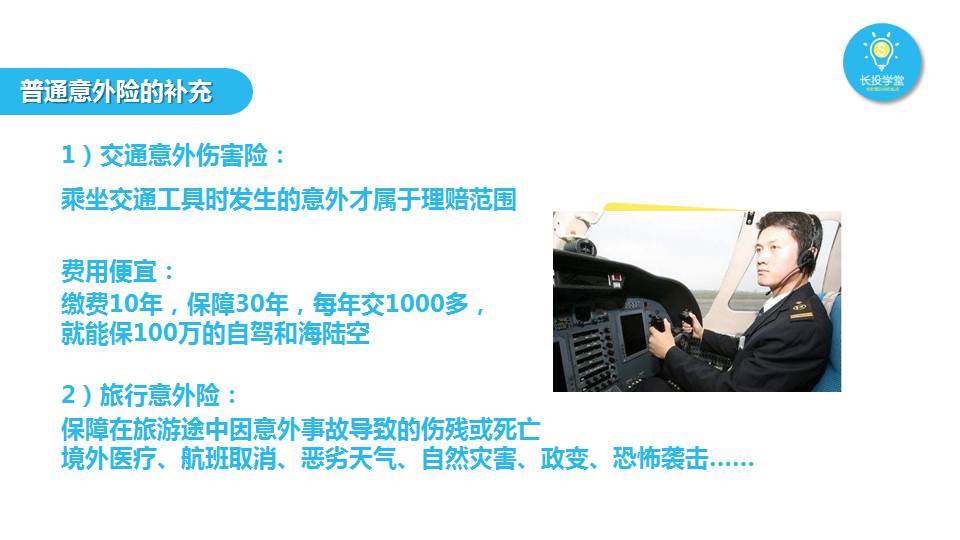 普通意外险的补充
长投学堂
1）交通意外伤害险：
乘坐交通工具时发生的意外才属于理赔范围
费用便宜：
缴费10年，保障30年，每年交1000多，
就能保100万的自驾和海陆空
2）旅行意外险：
保障在旅游途中因意外事故导致的伤残或死亡
境外医疗、航班取消、恶劣天气、自然灾害、政变、恐怖袭击……